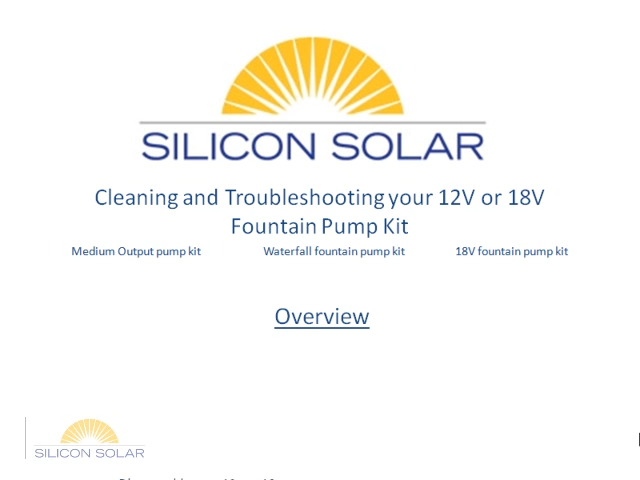 SILICON SOLAR
Cleaning and Troubleshooting your 12V or 18V
Fountain Pump Kit
Medium Output pump kit Waterfall fountain pump kit 18V fountain pump kit
Overview
SILICON SOLAR